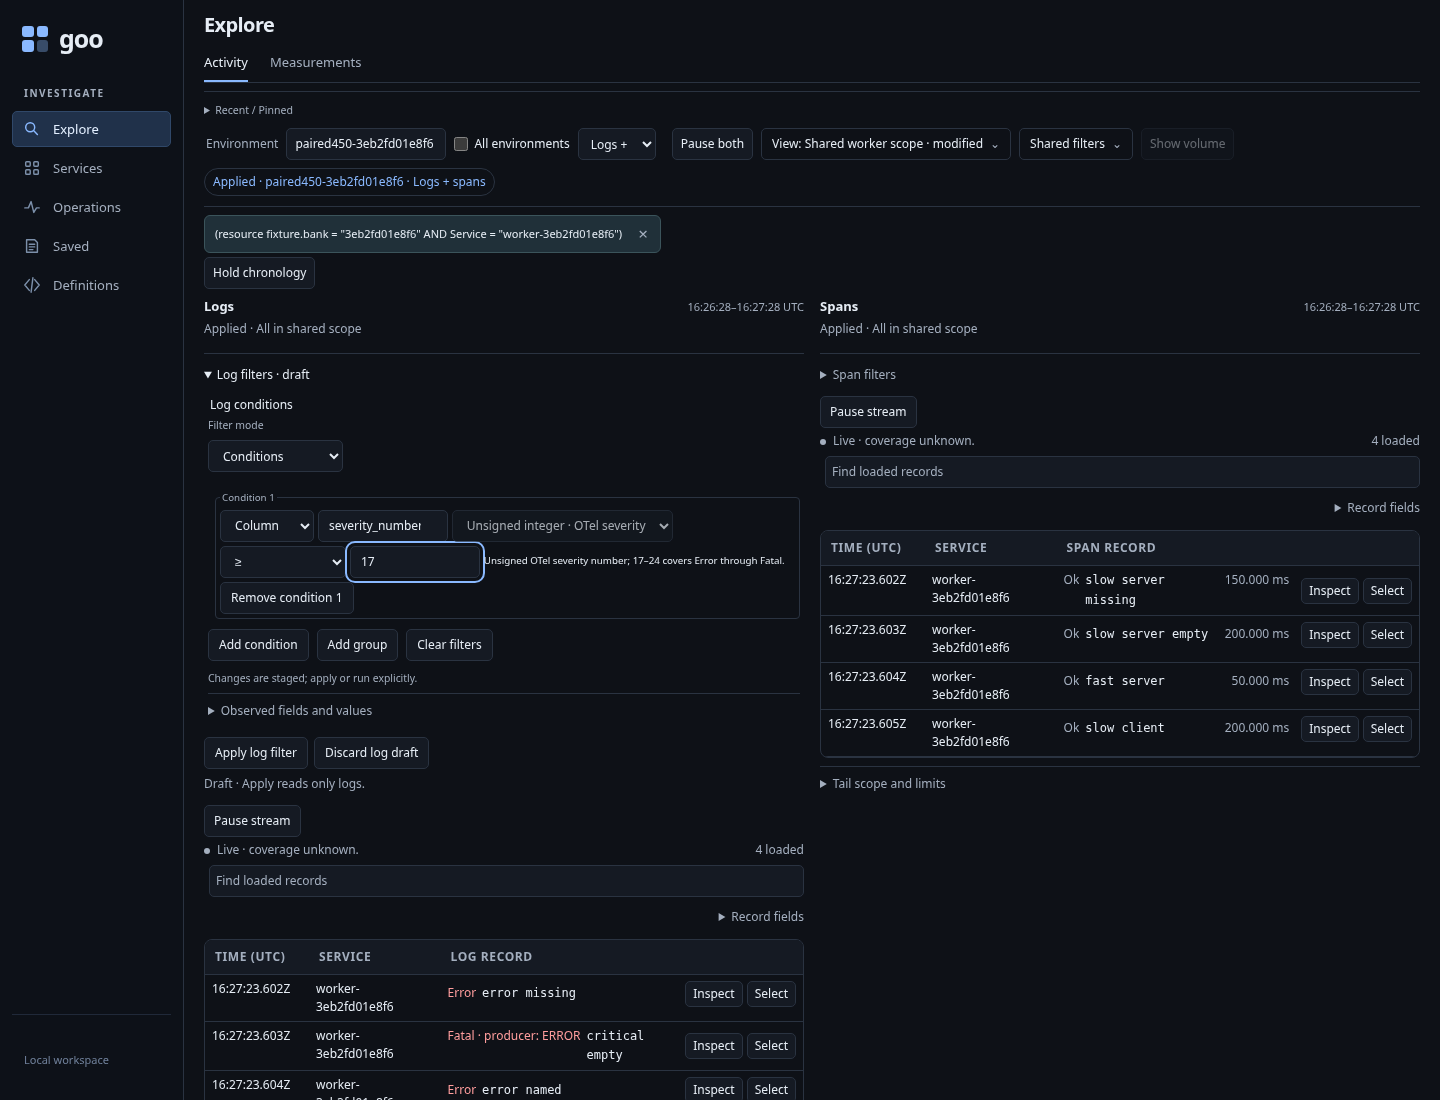 goo
INVESTIGATE
Explore
Services
Operations
Saved
Definitions
Local workspace
Explore
Activity Measurements
Recent / Pinned
Environment paired450-3eb2fd01e8f6 All environments Logs + Pause both View: Shared worker scope · modified Shared filters Show volume
Applied · paired450-3eb2fd01e8f6 · Logs + spans
(resource fixture.bank = "3eb2fd01e8f6" AND Service = "worker-3eb2fd01e8f6") ✕
Hold chronology
Logs 16:26:28–16:27:28 UTC
Applied · All in shared scope
Log filters · draft
Log conditions
Filter mode
Conditions
Condition 1
Column severity_number Unsigned integer · OTel severity
≥ 17 Unsigned OTel severity number; 17–24 covers Error through Fatal.
Remove condition 1
Add condition Add group Clear filters
Changes are staged; apply or run explicitly.
Observed fields and values
Apply log filter Discard log draft
Draft · Apply reads only logs.
Pause stream
Live · coverage unknown. 4 loaded
Find loaded records
Record fields
TIME (UTC) SERVICE LOG RECORD
16:27:23.602Z worker-3eb2fd01e8f6 Error error missing Inspect Select
16:27:23.603Z worker-3eb2fd01e8f6 Fatal · producer: ERROR critical empty Inspect Select
16:27:23.604Z worker-3eb2fd01e8f6 Error error named Inspect Select
Spans 16:26:28–16:27:28 UTC
Applied · All in shared scope
Span filters
Pause stream
Live · coverage unknown. 4 loaded
Find loaded records
Record fields
TIME (UTC) SERVICE SPAN RECORD
16:27:23.602Z worker-3eb2fd01e8f6 Ok slow server missing 150.000 ms Inspect Select
16:27:23.603Z worker-3eb2fd01e8f6 Ok slow server empty 200.000 ms Inspect Select
16:27:23.604Z worker-3eb2fd01e8f6 Ok fast server 50.000 ms Inspect Select
16:27:23.605Z worker-3eb2fd01e8f6 Ok slow client 200.000 ms Inspect Select
Tail scope and limits